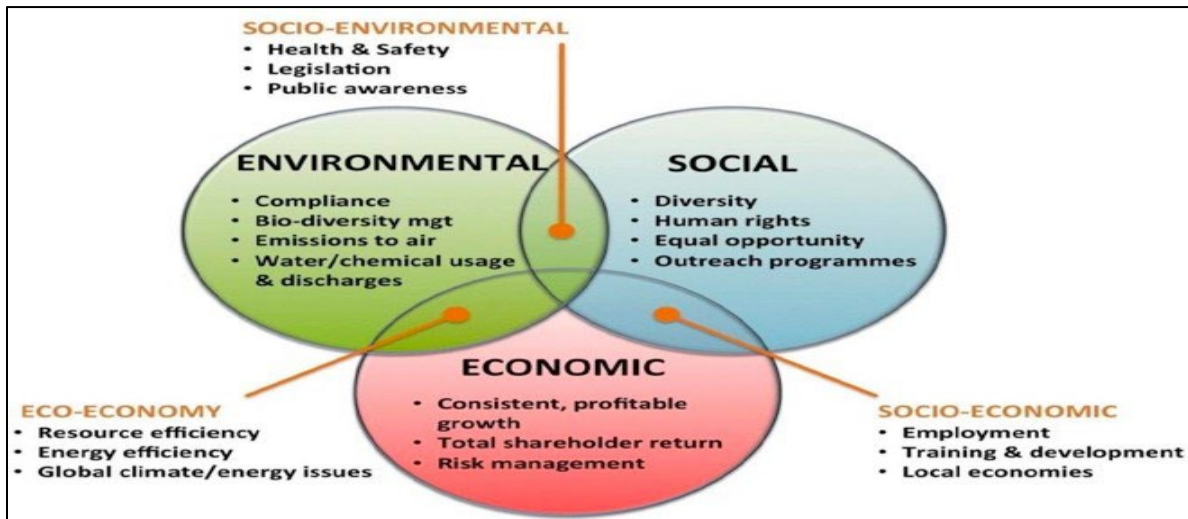 SOCIO-ENVIRONMENTAL
• Health & Safety
• Legislation
• Public awareness
ENVIRONMENTAL
• Compliance
• Bio-diversity mgt
• Emissions to air
• Water/chemical usage
& discharges
SOCIAL
• Diversity
• Human rights
• Equal opportunity
• Outreach programmes
ECONOMIC
• Consistent, profitable
growth
• Total shareholder return
• Risk management
ECO-ECONOMY
• Resource efficiency
• Energy efficiency
• Global climate/energy issues
SOCIO-ECONOMIC
• Employment
• Training & development
• Local economies